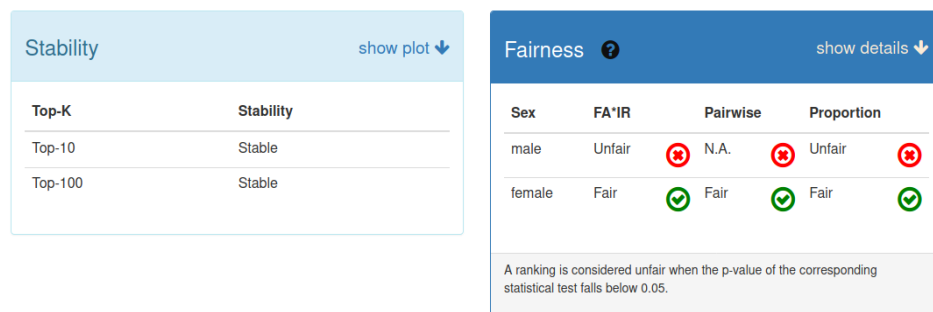 Stability show plot
Top-K Stability
Top-10 Stable
Top-100 Stable
Fairness ? show details
Sex FA*IR Pairwise Proportion
male Unfair N.A. Unfair
female Fair Fair Fair
A ranking is considered unfair when the p-value of the corresponding
statistical test falls below 0.05.